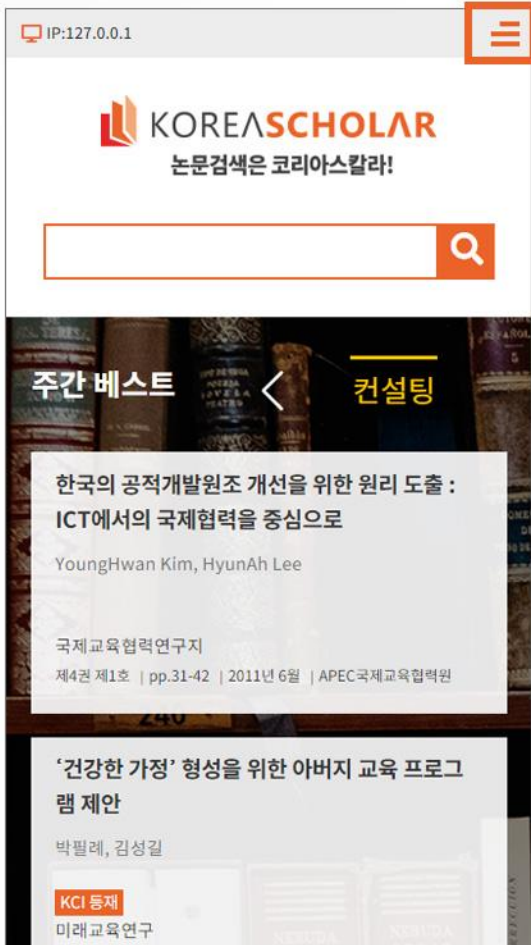 IP:127.0.0.1
KOREASCHOLAR
논문검색은 코리아스칼라!
주간 베스트
컨설팅
한국의 공적개발원조 개선을 위한 원리 도출 :
ICT에서의 국제협력을 중심으로
YoungHwan Kim, HyunAh Lee
국제교육협력연구지
제4권 제1호 | pp.31-42 | 2011년 6월 | APEC국제교육협력원
240
‘건강한 가정’ 형성을 위한 아버지 교육 프로그
램 제안
박필례, 김성길
KCI 등재
미래교육연구